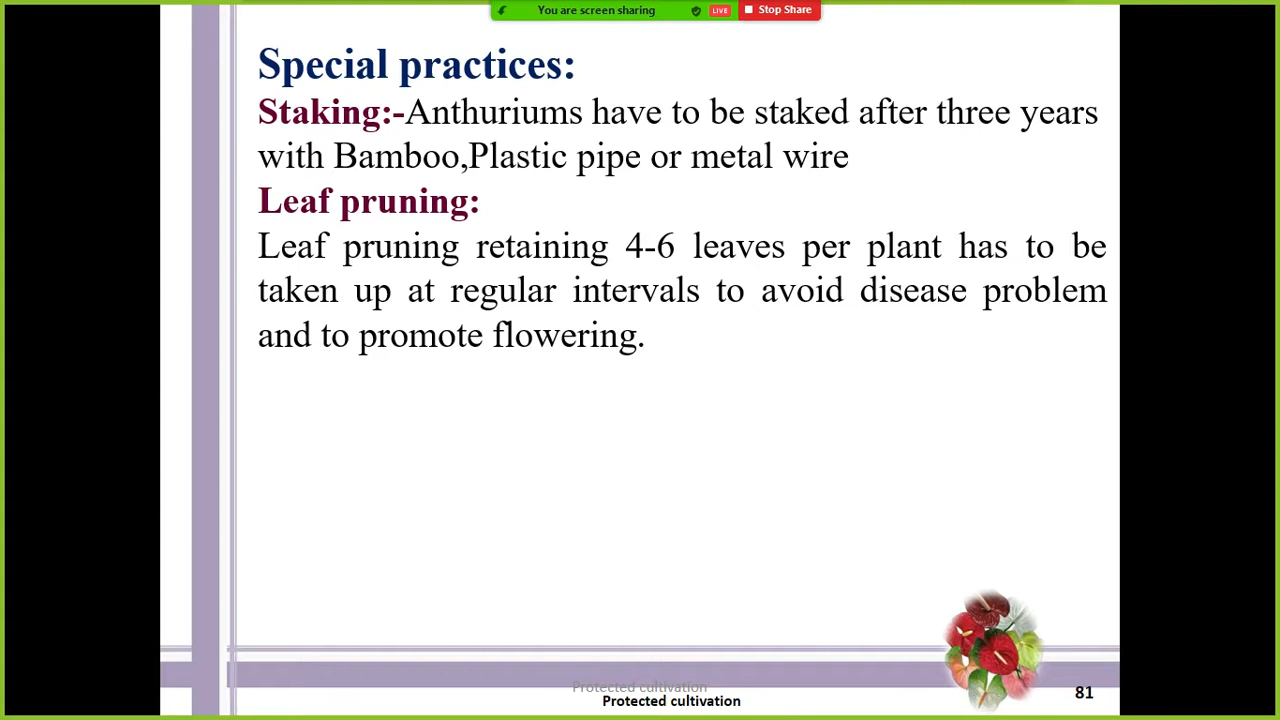 You are screen sharing LIVE Stop Share
Special practices:
Staking:-Anthuriums have to be staked after three years
with Bamboo,Plastic pipe or metal wire
Leaf pruning:
Leaf pruning retaining 4-6 leaves per plant has to be
taken up at regular intervals to avoid disease problem
and to promote flowering.
Protected cultivation
Protected cultivation
81